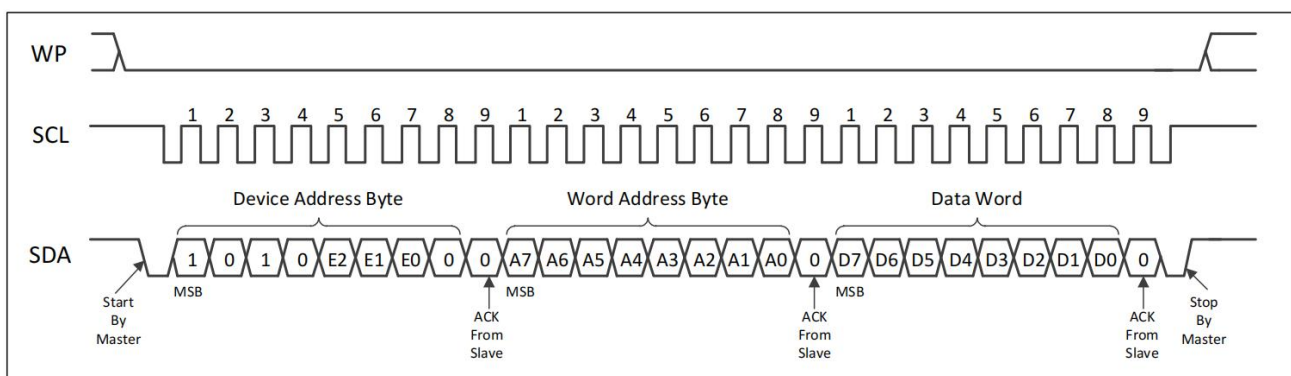 WP
1 2 3 4 5 6 7 8 9 1 2 3 4 5 6 7 8 9 1 2 3 4 5 6 7 8 9
SCL
Device Address Byte Word Address Byte Data Word
SDA
1 0 1 0 E2 E1 E0 0 0 A7 A6 A5 A4 A3 A2 A1 A0 0 D7 D6 D5 D4 D3 D2 D1 D0 0
MSB MSB MSB
Start
By
Master
ACK
From
Slave
ACK
From
Slave
ACK
From
Slave
Stop
By
Master